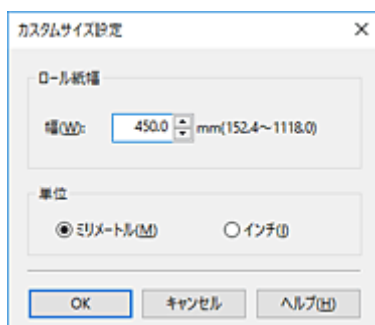 カスタムサイズ設定
ロール紙幅
幅(W): 450.0 mm(152.4～1118.0)
単位
ミリメートル(M) インチ(I)
OK キャンセル ヘルプ(H)